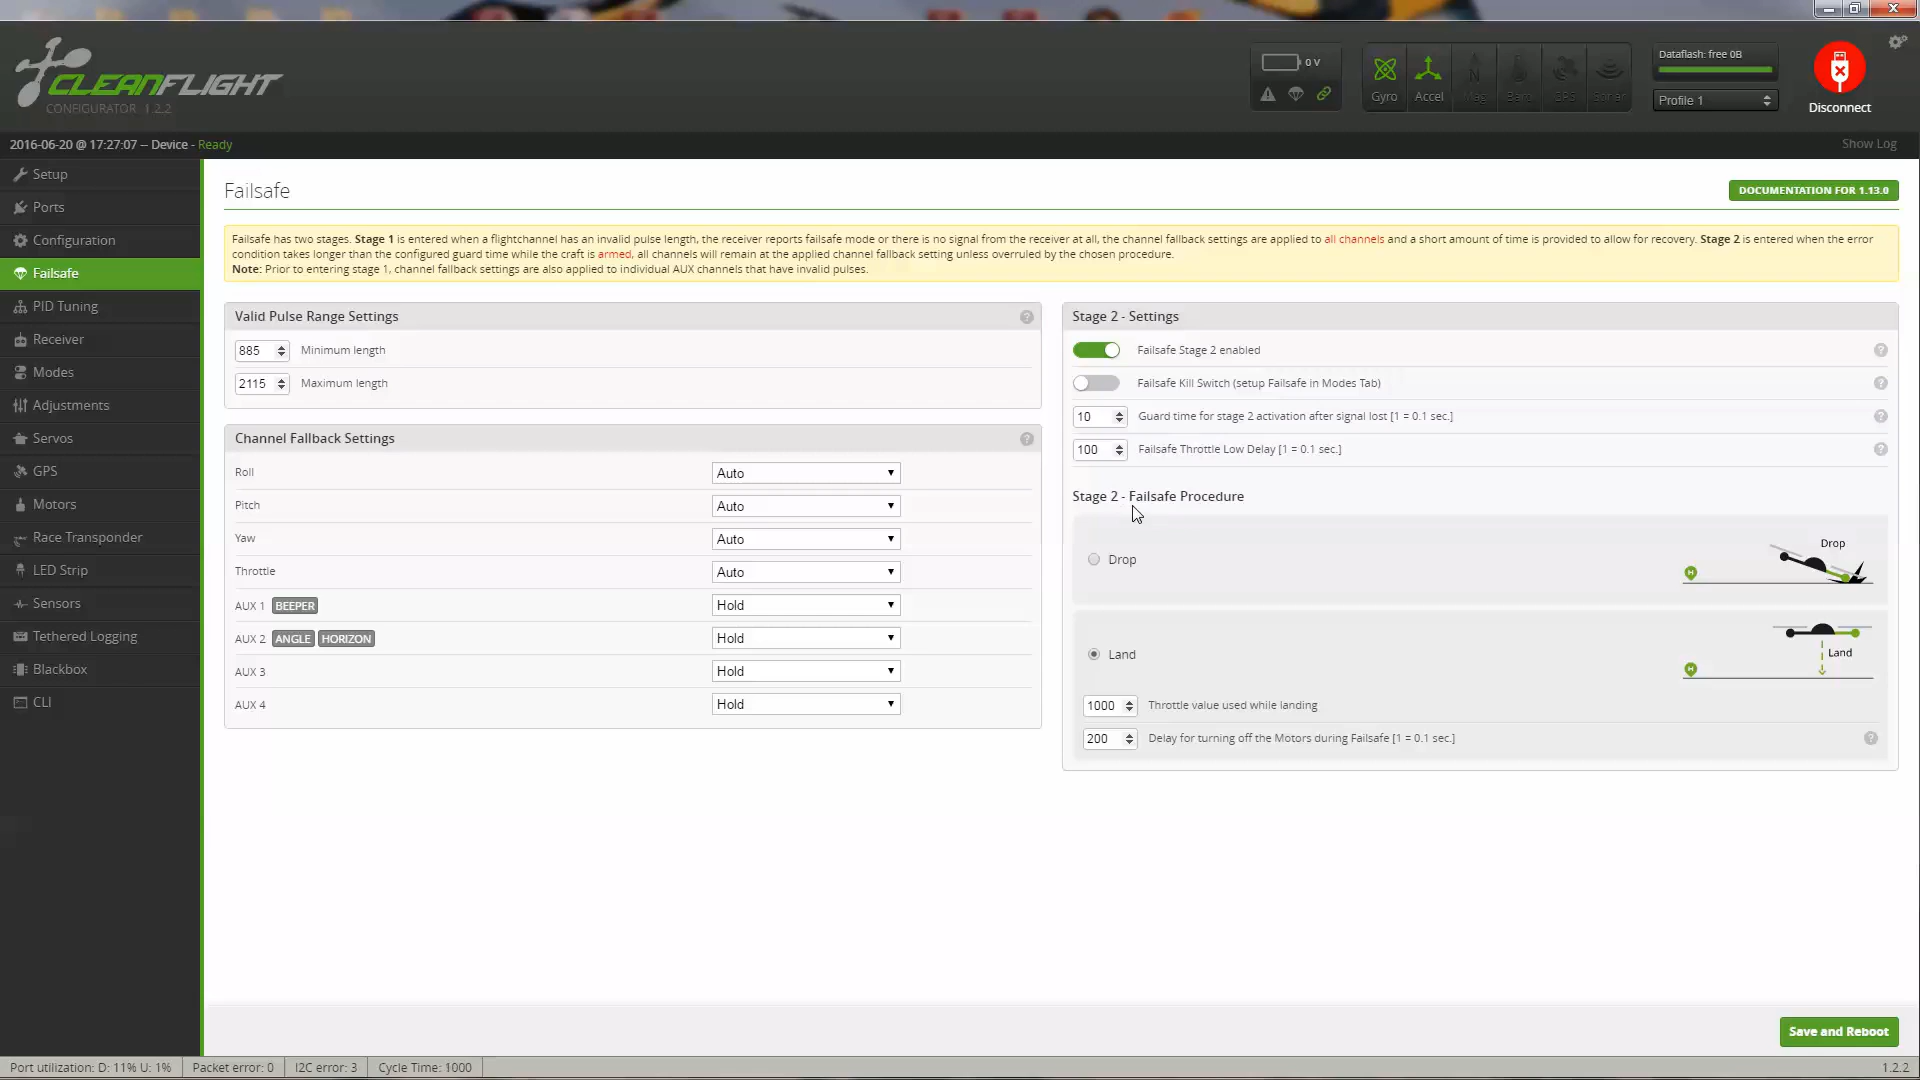 CLEANFLIGHT
CONFIGURATOR 1.2.2
0 V
Gyro
Accel
Mag
Baro
GPS
Sonar
Dataflash: free 0B
Profile 1
Disconnect
2016-06-20 @ 17:27:07 -- Device - Ready
Show Log
Setup
Ports
Configuration
Failsafe
PID Tuning
Receiver
Modes
Adjustments
Servos
GPS
Motors
Race Transponder
LED Strip
Sensors
Tethered Logging
Blackbox
CLI
Failsafe
DOCUMENTATION FOR 1.13.0
Failsafe has two stages. Stage 1 is entered when a flightchannel has an invalid pulse length, the receiver reports failsafe mode or there is no signal from the receiver at all, the channel fallback settings are applied to all channels and a short amount of time is provided to allow for recovery. Stage 2 is entered when the error
condition takes longer than the configured guard time while the craft is armed, all channels will remain at the applied channel fallback setting unless overruled by the chosen procedure.
Note: Prior to entering stage 1, channel fallback settings are also applied to individual AUX channels that have invalid pulses.
Valid Pulse Range Settings
885 Minimum length
2115 Maximum length
Channel Fallback Settings
Roll Auto
Pitch Auto
Yaw Auto
Throttle Auto
AUX 1 BEEPER Hold
AUX 2 ANGLE HORIZON Hold
AUX 3 Hold
AUX 4 Hold
Stage 2 - Settings
Failsafe Stage 2 enabled
Failsafe Kill Switch (setup Failsafe in Modes Tab)
10 Guard time for stage 2 activation after signal lost [1 = 0.1 sec.]
100 Failsafe Throttle Low Delay [1 = 0.1 sec.]
Stage 2 - Failsafe Procedure
Drop
Drop
H
Land
Land
H
1000 Throttle value used while landing
200 Delay for turning off the Motors during Failsafe [1 = 0.1 sec.]
Save and Reboot
Port utilization: D: 11% U: 1%
Packet error: 0
I2C error: 3
Cycle Time: 1000
1.2.2